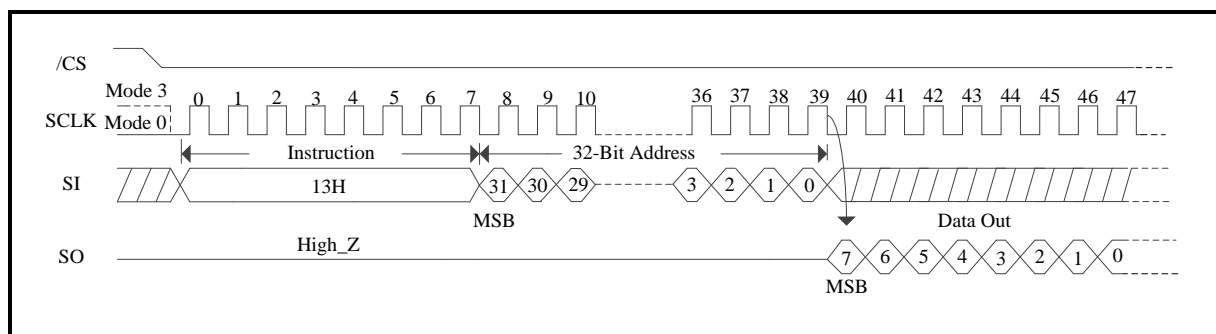 /CS
Mode 3
0 1 2 3 4 5 6 7 8 9 10 36 37 38 39 40 41 42 43 44 45 46 47
SCLK Mode 0
Instruction 32-Bit Address
SI 13H 31 30 29 3 2 1 0
MSB Data Out
High_Z
SO 7 6 5 4 3 2 1 0
MSB